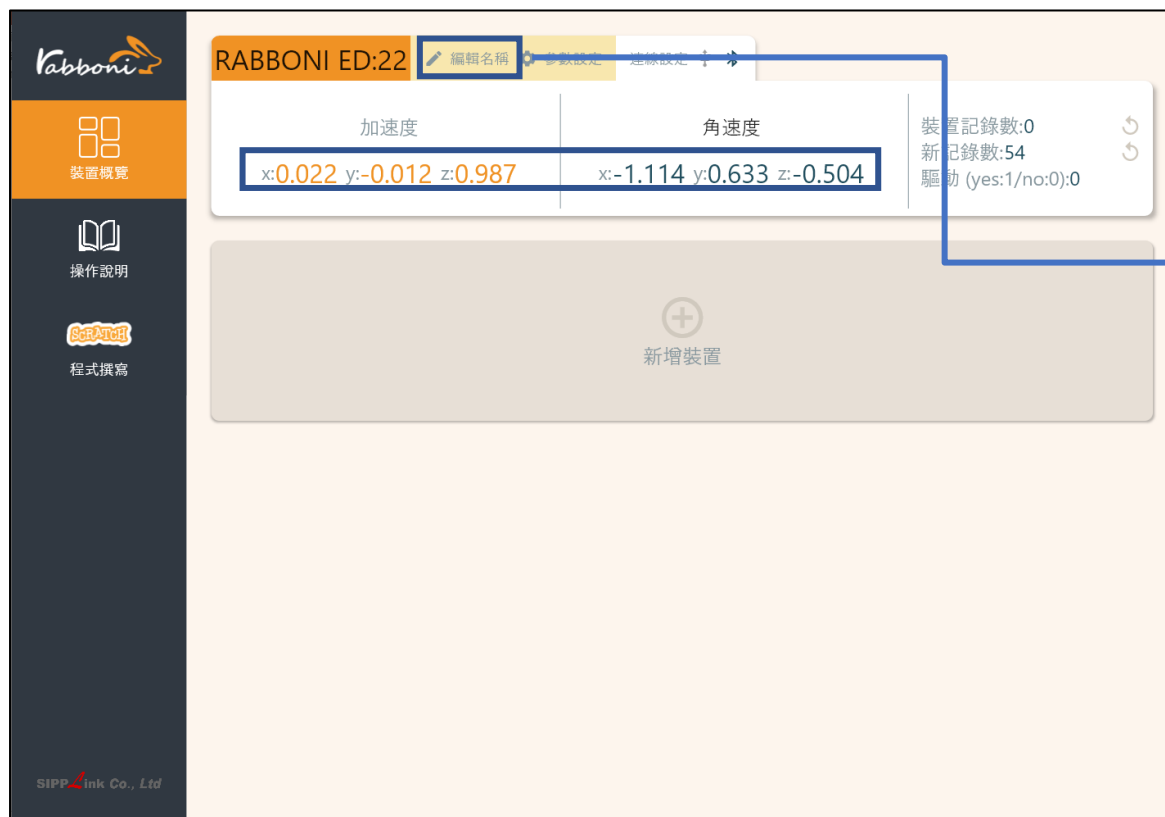 rabboni
裝置概覽
操作說明
SCRATCH
程式撰寫
SIPPLink Co., Ltd
RABBONI ED:22 編輯名稱 參數設定 連線設定
加速度 角速度
x:0.022 y:-0.012 z:0.987 x:-1.114 y:0.633 z:-0.504
裝置記錄數:0
新記錄數:54
驅動 (yes:1/no:0):0
新增裝置